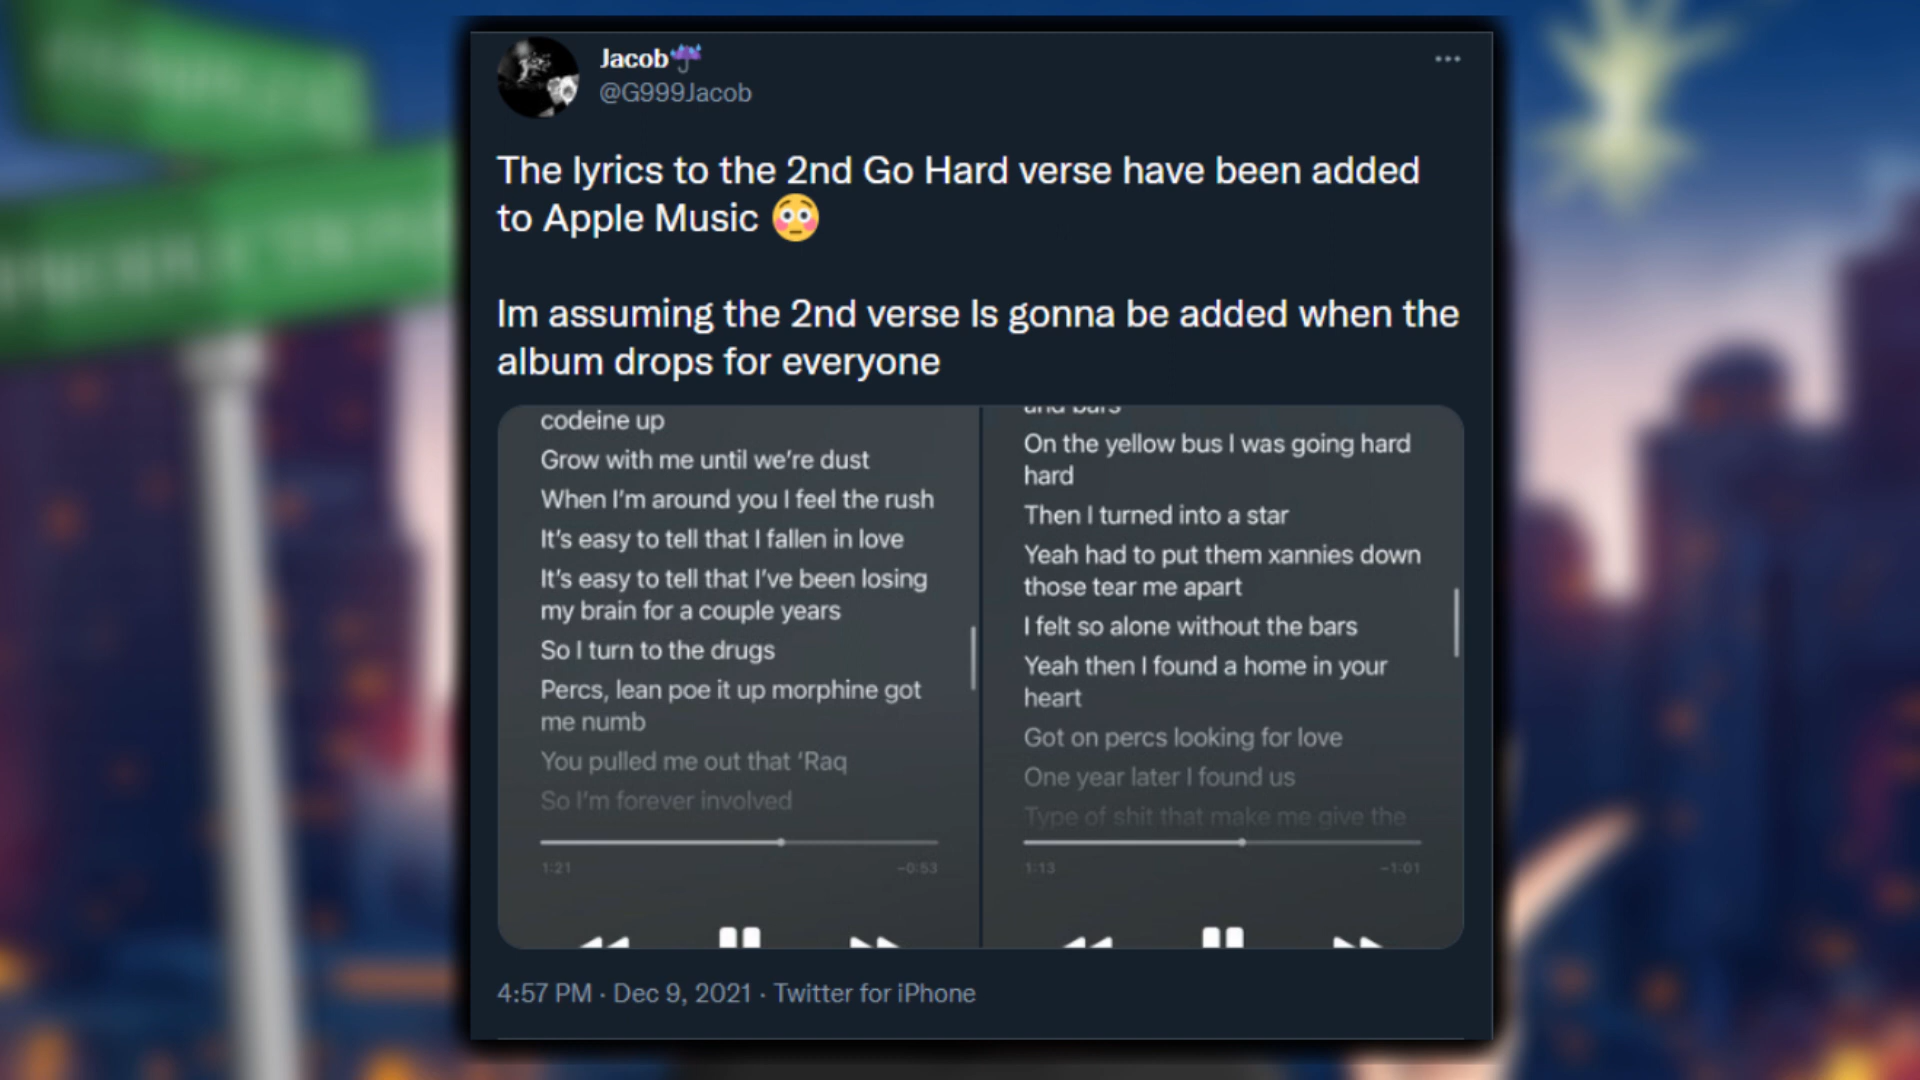 Jacob☔
@G999Jacob
The lyrics to the 2nd Go Hard verse have been added
to Apple Music 😳
Im assuming the 2nd verse Is gonna be added when the
album drops for everyone
codeine up
Grow with me until we're dust
When I'm around you I feel the rush
It's easy to tell that I fallen in love
It's easy to tell that I've been losing
my brain for a couple years
So I turn to the drugs
Percs, lean poe it up morphine got
me numb
You pulled me out that 'Raq
So I'm forever involved
1:21 -0:53
and bars
On the yellow bus I was going hard
hard
Then I turned into a star
Yeah had to put them xannies down
those tear me apart
I felt so alone without the bars
Yeah then I found a home in your
heart
Got on percs looking for love
One year later I found us
Type of shit that make me give the
1:13 -1:01
4:57 PM · Dec 9, 2021 · Twitter for iPhone